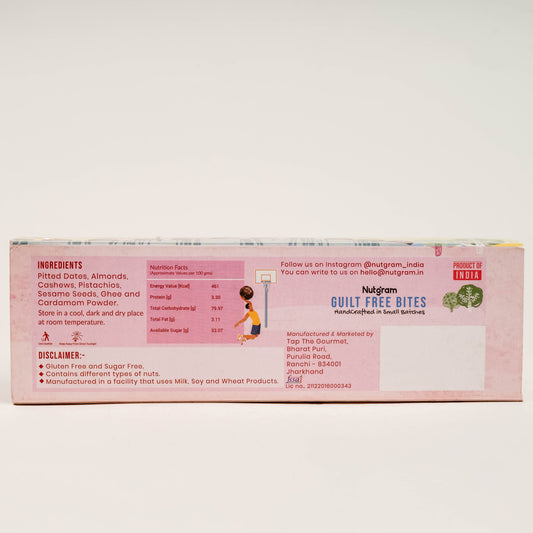 INGREDIENTS
Pitted Dates, Almonds,
Cashews, Pistachios,
Sesame Seeds, Ghee and
Cardamom Powder.
Store in a cool, dark and dry place
at room temperature.
DISCLAIMER:-
Gluten Free and Sugar Free.
Contains different types of nuts.
Manufactured in a facility that uses Milk, Soy and Wheat Products.
Nutrition Facts
(Approximate Values per 100 gms)
Energy Value [Kcal] 461
Protein [g] 3.95
Total Carbohydrate [g] 79.97
Total Fat [g] 3.11
Available Sugar [g] 53.07
Follow us on Instagram @nutgram_india
You can write to us on hello@nutgram.in
PRODUCT OF
INDIA
Nutgram
GUILT FREE BITES
HandCrafted in Small Batches
Manufactured & Marketed by
Tap The Gourmet,
Bharat Puri,
Purulia Road,
Ranchi - 834001
Jharkhand
fssai
Lic no. 21122016000343